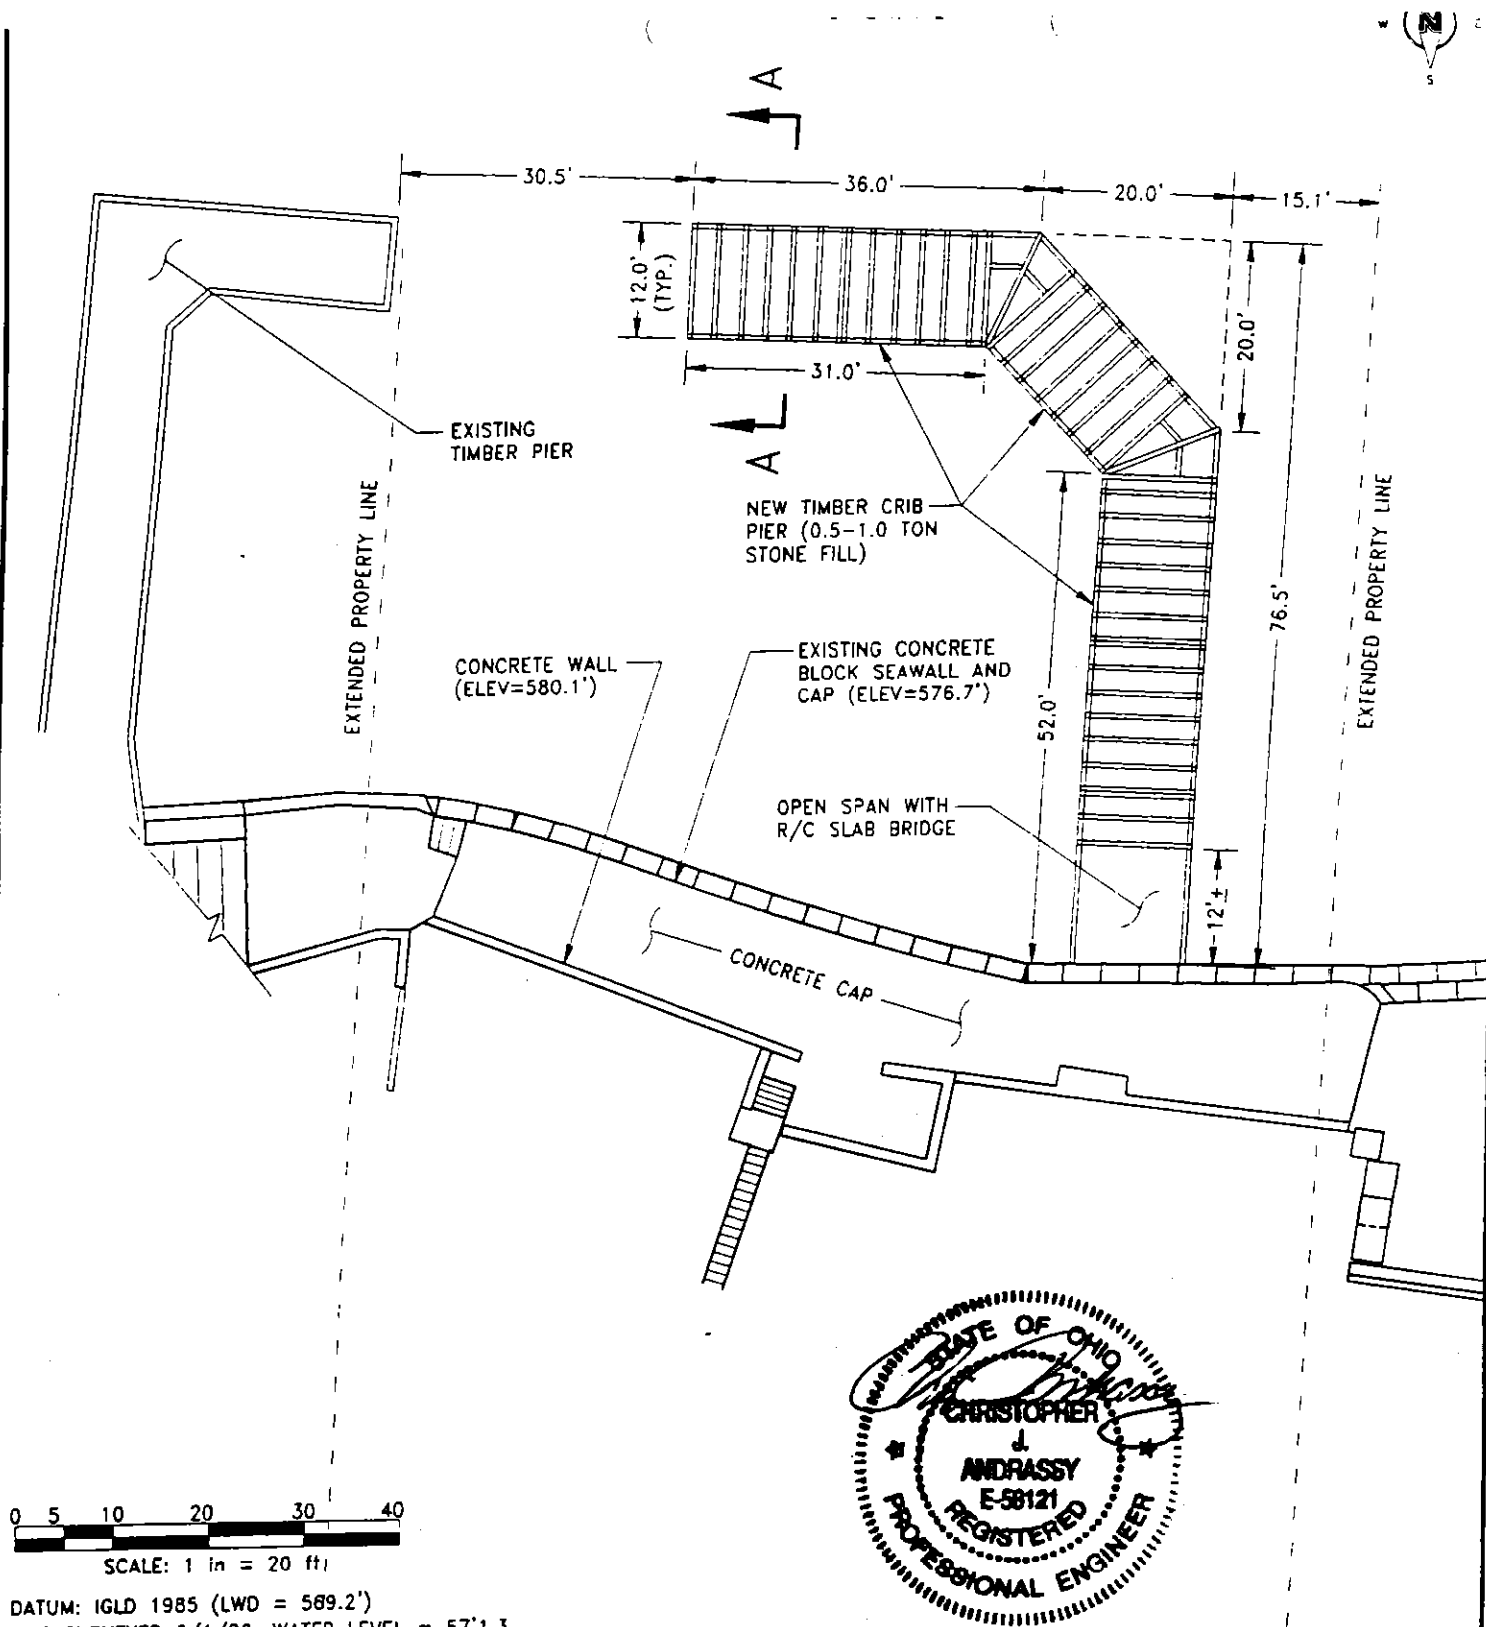 W N E
S
A
30.5'
36.0'
20.0'
15.1'
12.0'
(TYP.)
31.0'
20.0'
A
EXISTING
TIMBER PIER
NEW TIMBER CRIB
PIER (0.5-1.0 TON
STONE FILL)
EXTENDED PROPERTY LINE
EXTENDED PROPERTY LINE
76.5'
52.0'
CONCRETE WALL
(ELEV=580.1')
EXISTING CONCRETE
BLOCK SEAWALL AND
CAP (ELEV=576.7')
OPEN SPAN WITH
R/C SLAB BRIDGE
12'±
CONCRETE CAP
STATE OF OHIO
CHRISTOPHER
J.
ANDRASSY
E-58121
REGISTERED
PROFESSIONAL ENGINEER
0 5 10 20 30 40
SCALE: 1 in = 20 ft
DATUM: IGLD 1985 (LWD = 569.2')
WATER LEVEL = 571.3